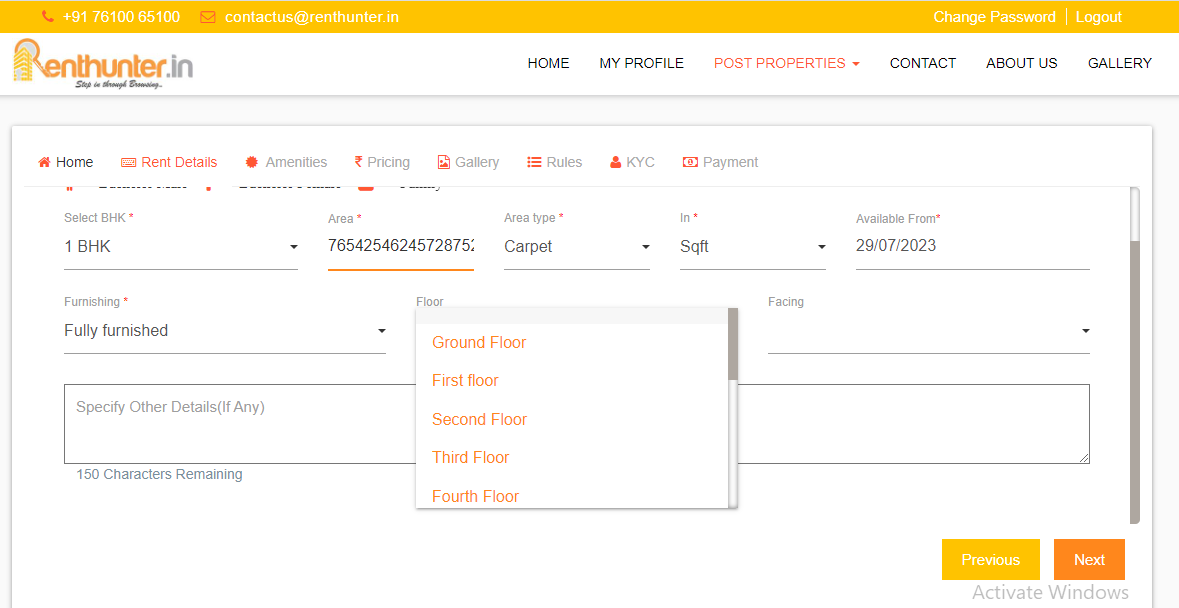 +91 76100 65100 contactus@renthunter.in Change Password Logout
Renthunter.in
Step in through Browsing..
HOME MY PROFILE POST PROPERTIES CONTACT ABOUT US GALLERY
Home Rent Details Amenities ₹ Pricing Gallery Rules KYC Payment
Select BHK * Area * Area type * In * Available From*
1 BHK 76542546245728752 Carpet Sqft 29/07/2023
Furnishing * Floor Facing
Fully furnished
Ground Floor
First floor
Second Floor
Third Floor
Fourth Floor
Specify Other Details(If Any)
150 Characters Remaining
Previous Next
Activate Windows